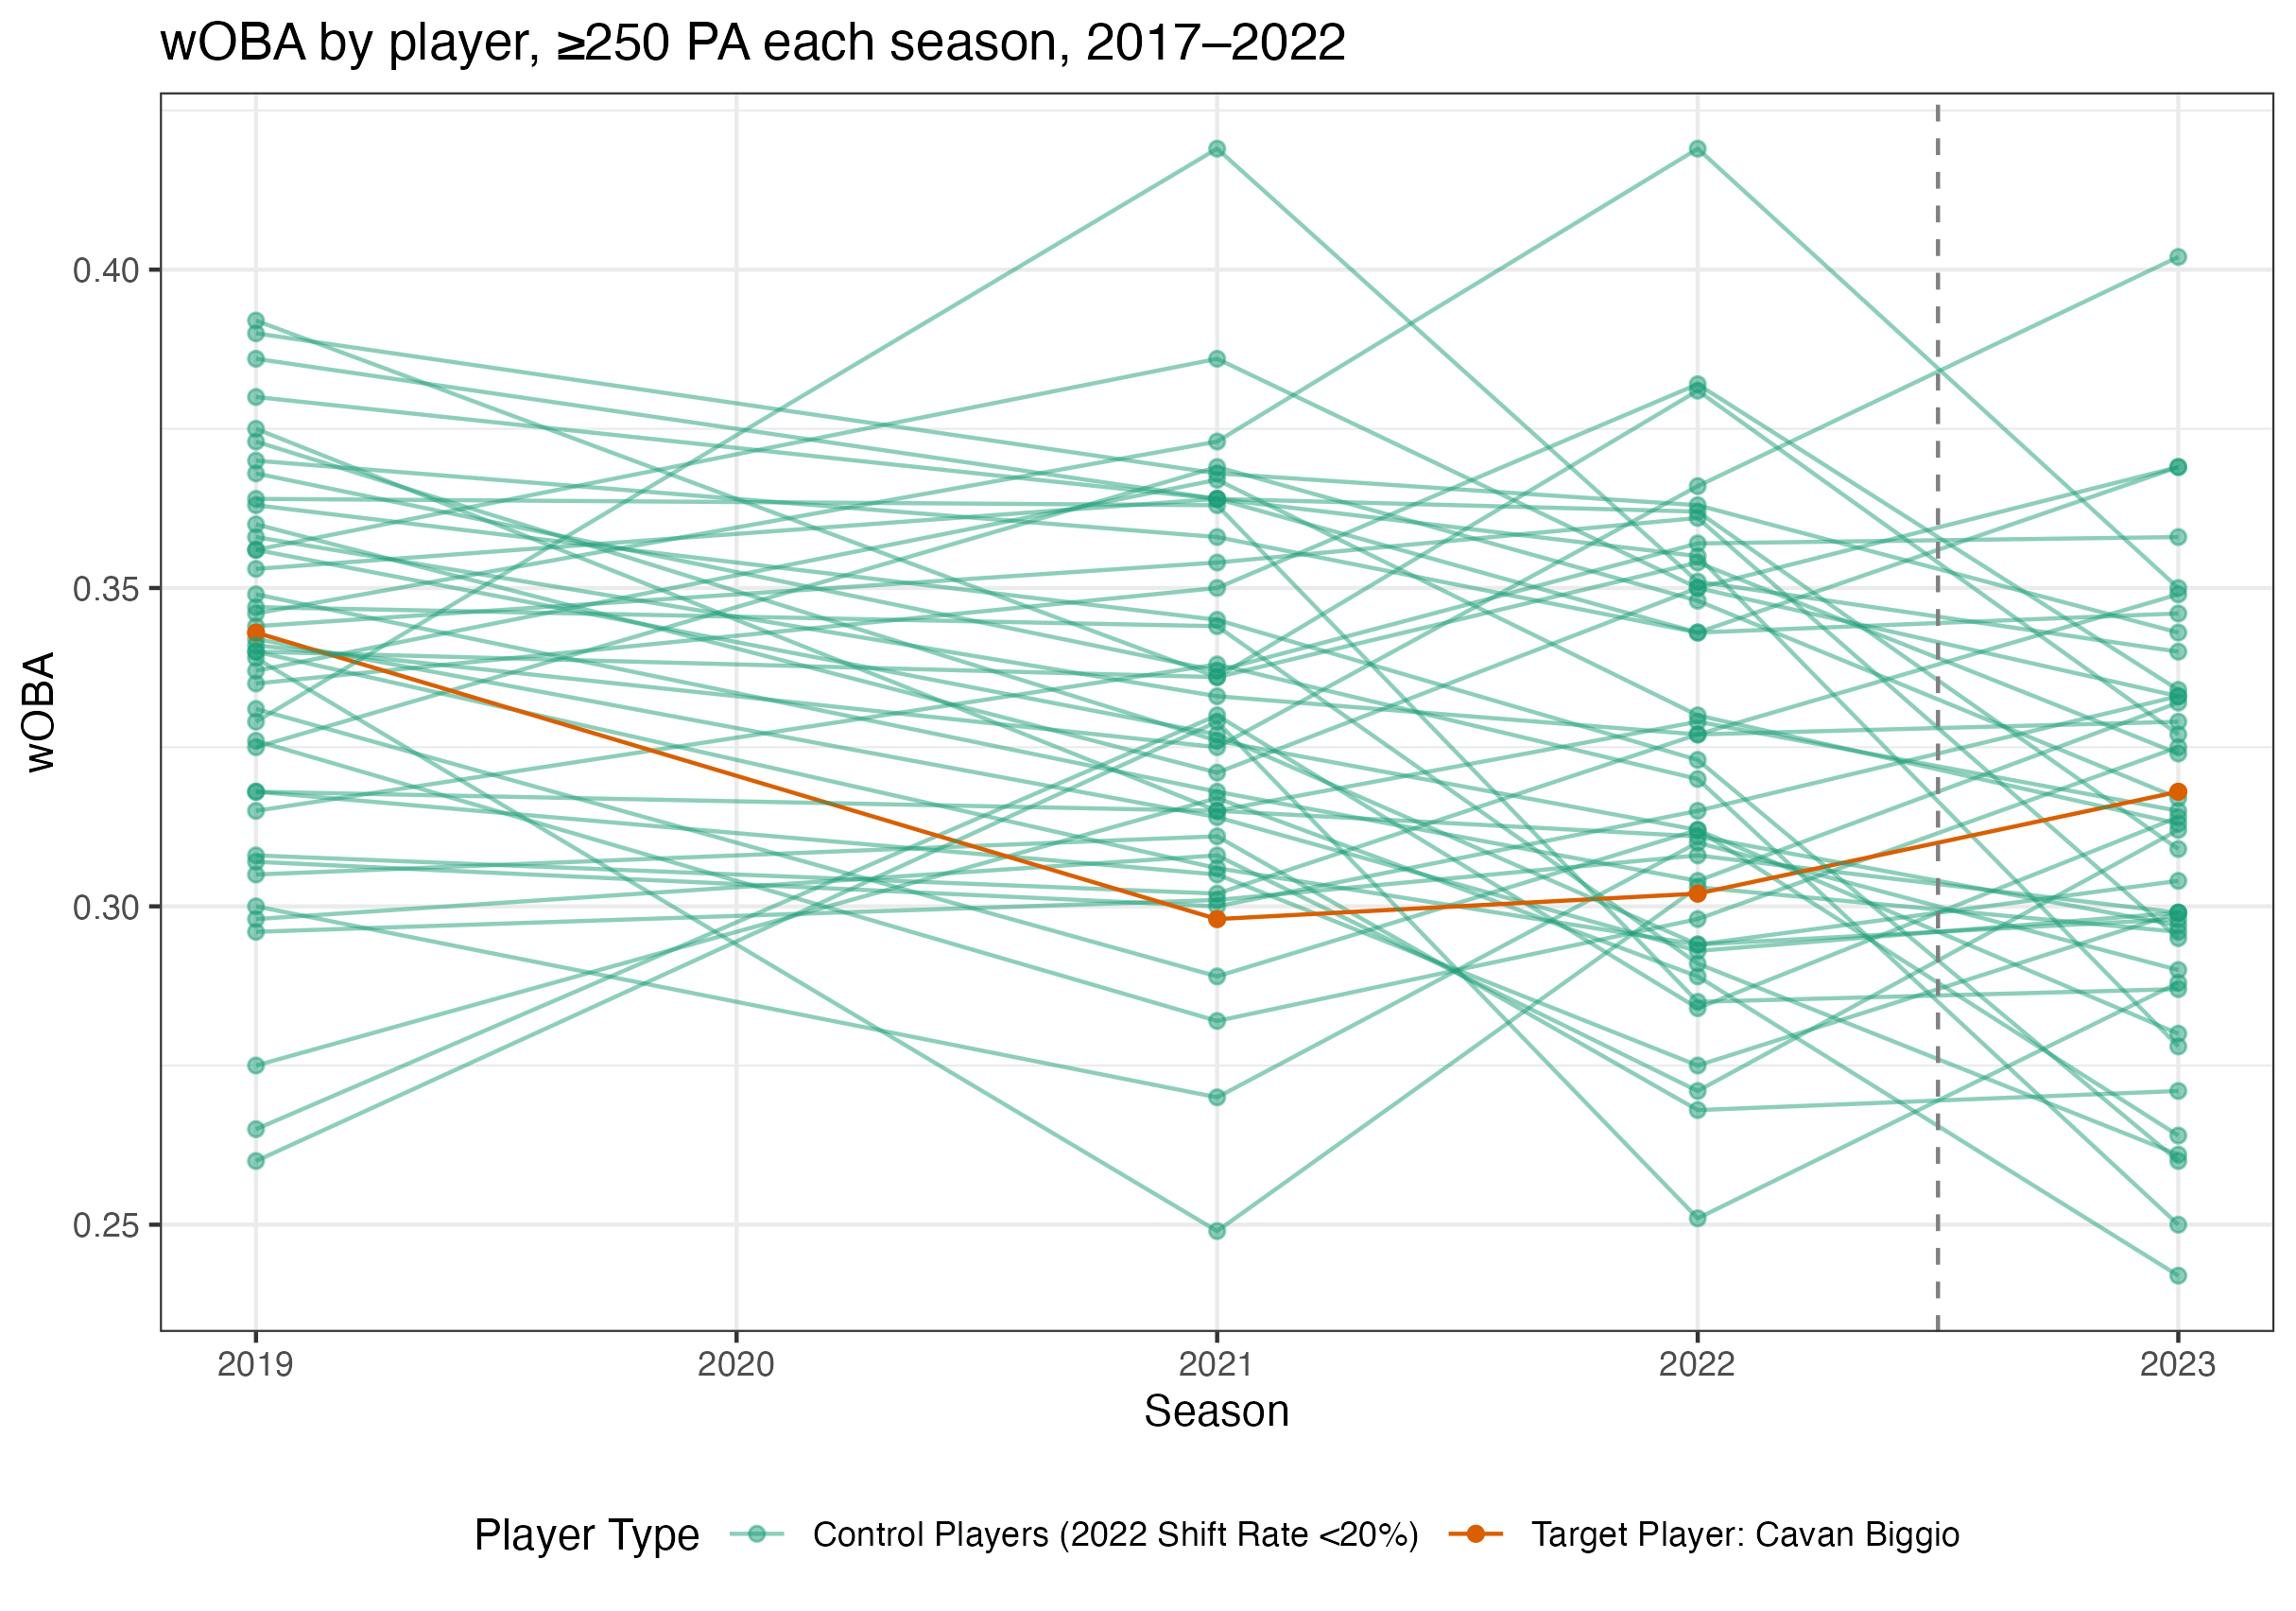 wOBA by player, ≥250 PA each season, 2017–2022
wOBA
0.40
0.35
0.30
0.25
2019 2020 2021 2022 2023
Season
Player Type Control Players (2022 Shift Rate <20%) Target Player: Cavan Biggio